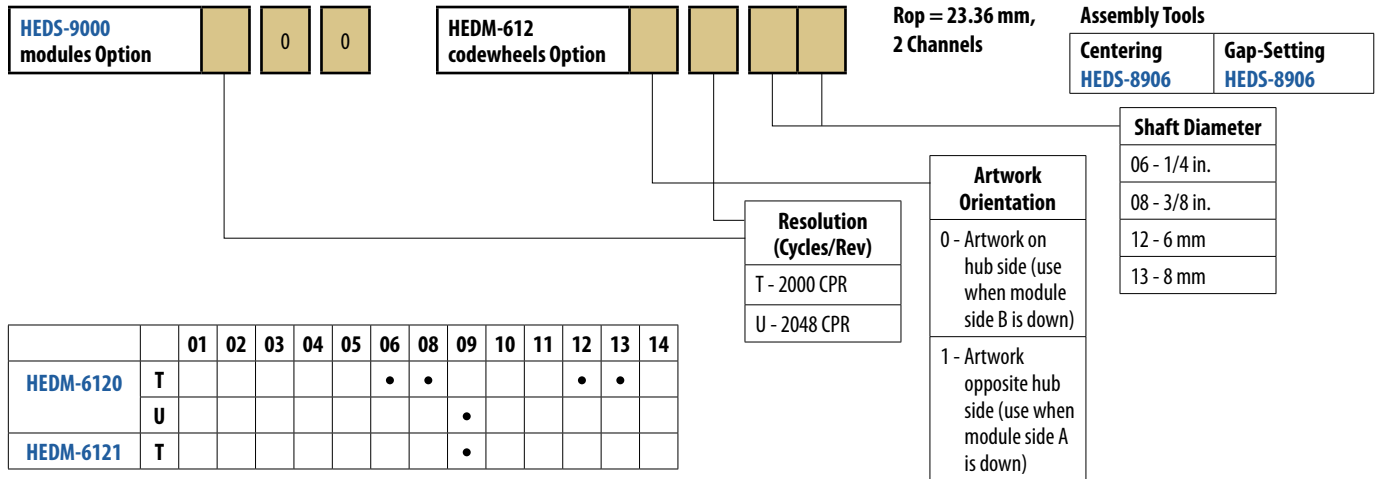 HEDS-9000
modules Option
0
0
HEDM-612
codewheels Option
Rop = 23.36 mm,
2 Channels
Assembly Tools
Centering
HEDS-8906
Gap-Setting
HEDS-8906
Shaft Diameter
06 - 1/4 in.
08 - 3/8 in.
12 - 6 mm
13 - 8 mm
Artwork
Orientation
0 - Artwork on
hub side (use
when module
side B is down)
1 - Artwork
opposite hub
side (use when
module side A
is down)
Resolution
(Cycles/Rev)
T - 2000 CPR
U - 2048 CPR
01 02 03 04 05 06 08 09 10 11 12 13 14
HEDM-6120 T • • • •
U •
HEDM-6121 T •